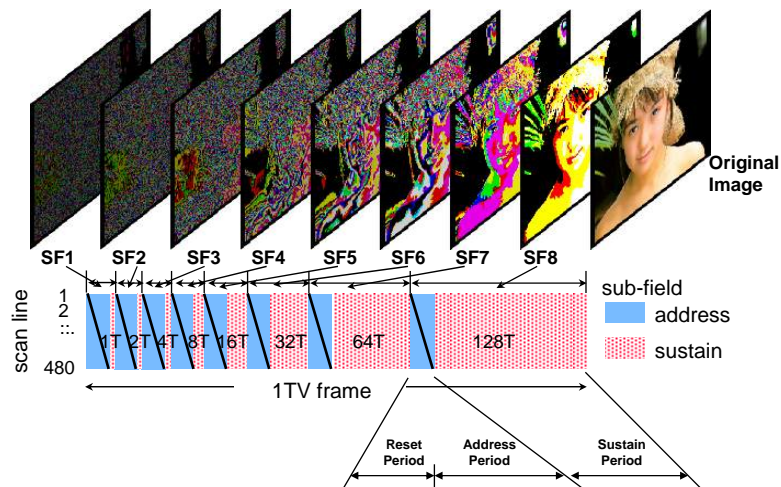 Original
Image
SF1 SF2 SF3 SF4 SF5 SF6 SF7 SF8
sub-field
address
sustain
scan line
1
2
::.
480
1T 2T 4T 8T 16T 32T 64T 128T
1TV frame
Reset
Period
Address
Period
Sustain
Period